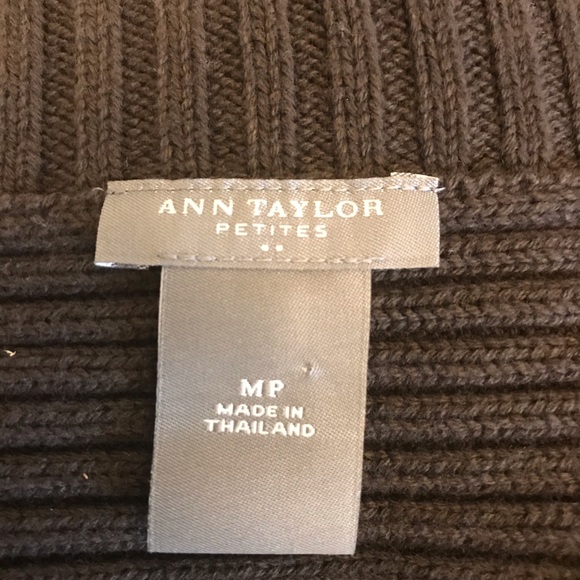 ANN TAYLOR
PETITES
MP
MADE IN
THAILAND